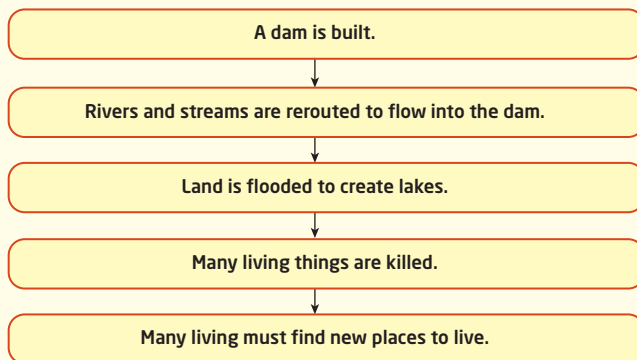 A dam is built.
Rivers and streams are rerouted to flow into the dam.
Land is flooded to create lakes.
Many living things are killed.
Many living must find new places to live.